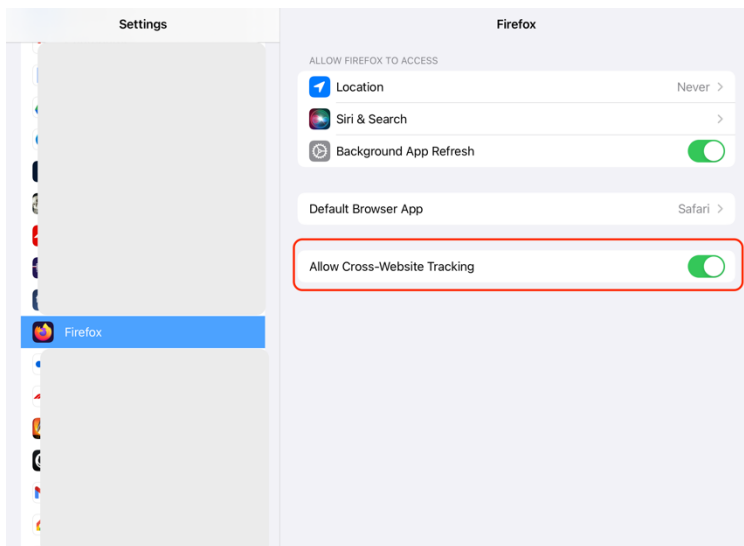 Settings
Firefox
ALLOW FIREFOX TO ACCESS
Location
Never
Siri & Search
Background App Refresh
Default Browser App
Safari
Allow Cross-Website Tracking
Firefox